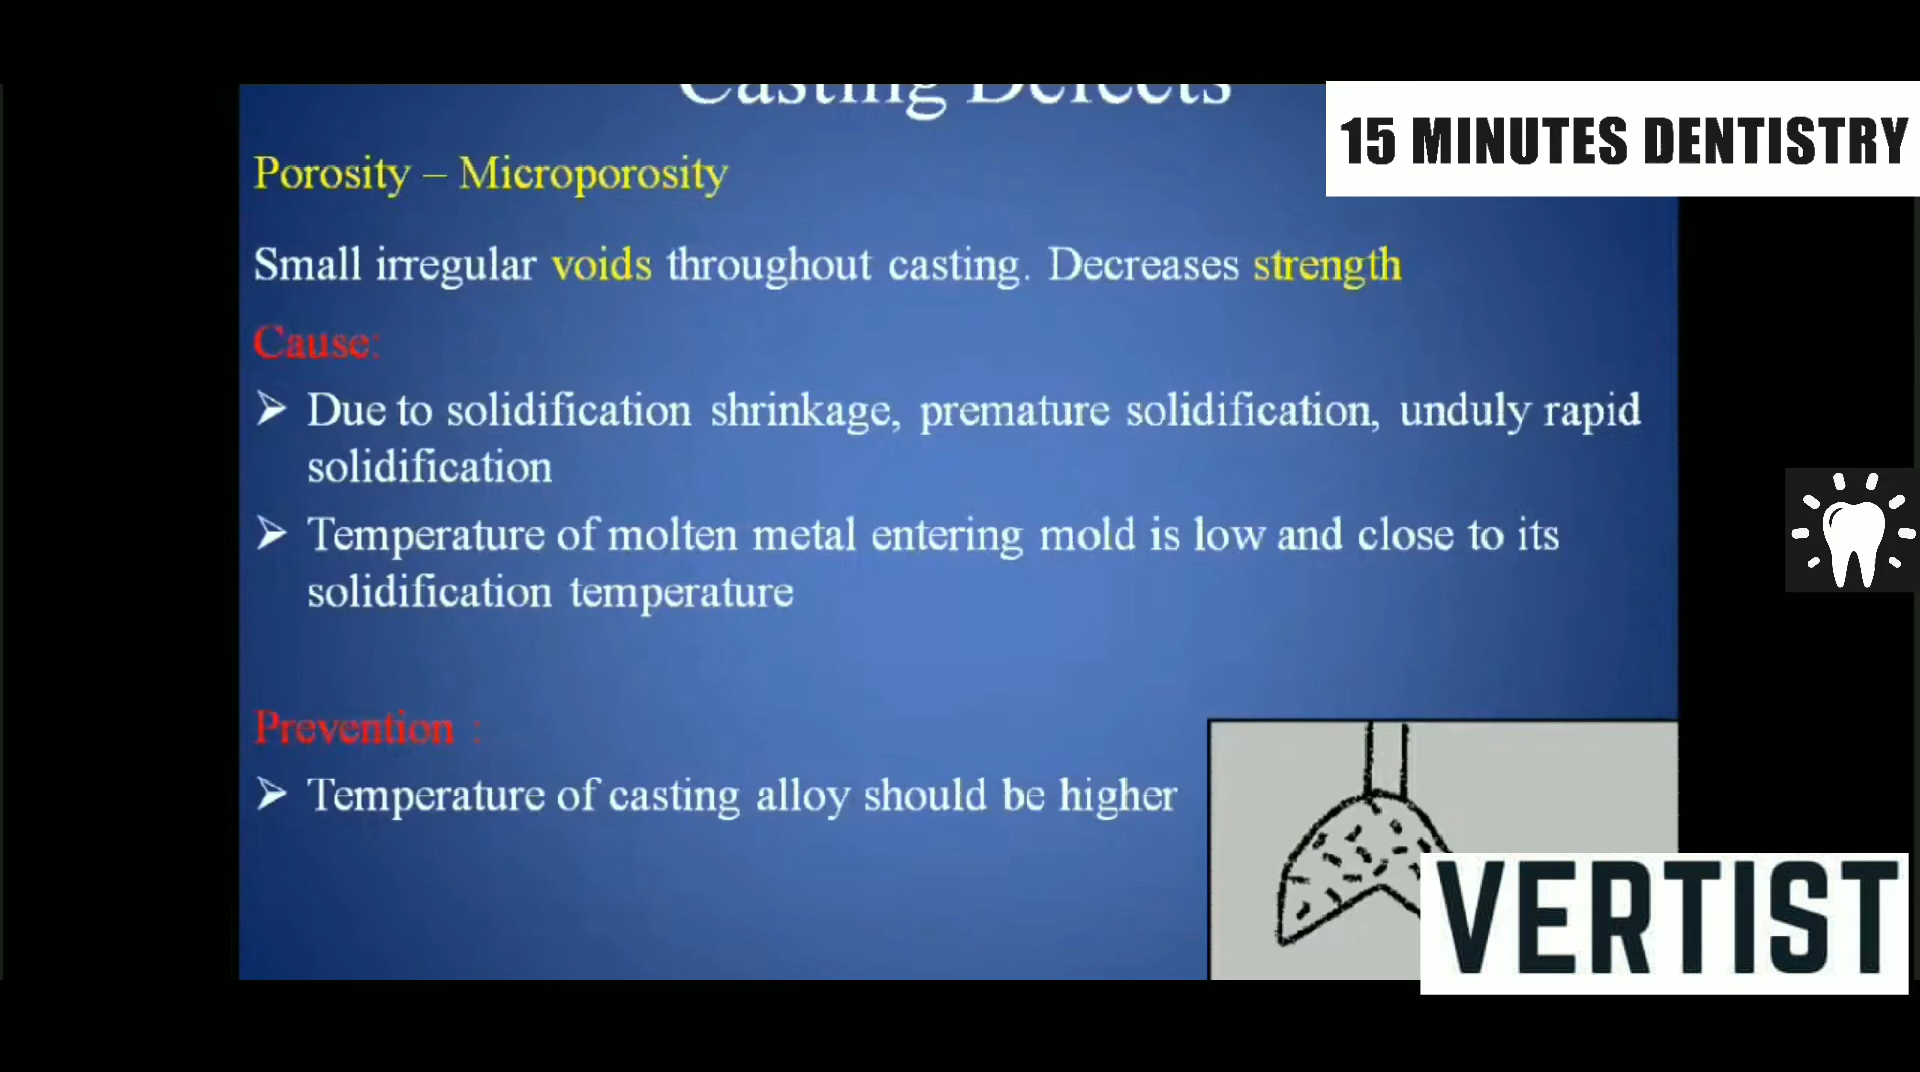 Casting Defects
15 MINUTES DENTISTRY
Porosity – Microporosity
Small irregular voids throughout casting. Decreases strength
Cause:
➢ Due to solidification shrinkage, premature solidification, unduly rapid
solidification
➢ Temperature of molten metal entering mold is low and close to its
solidification temperature
Prevention :
➢ Temperature of casting alloy should be higher
VERTIST